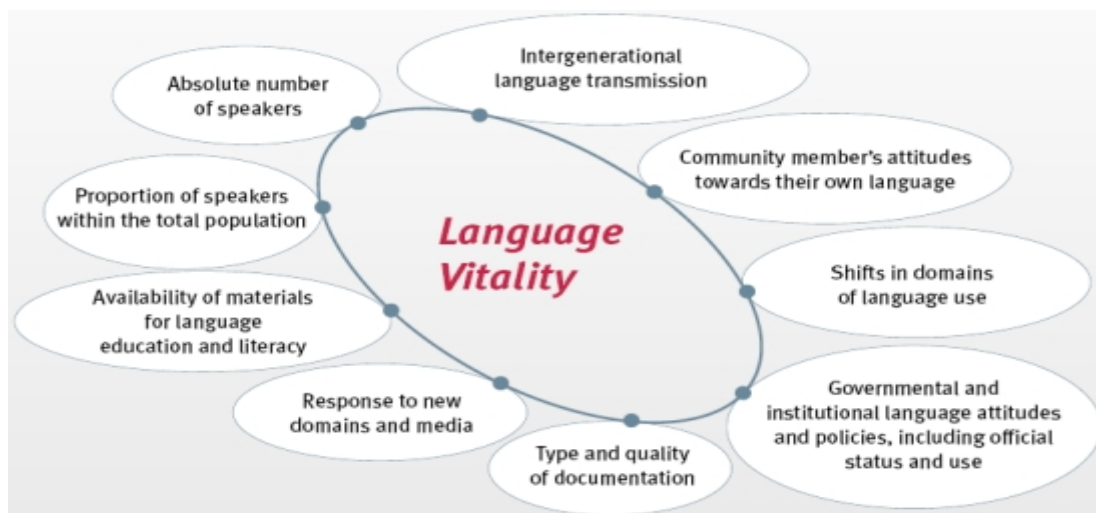 Intergenerational
language transmission
Absolute number
of speakers
Community member's attitudes
towards their own language
Proportion of speakers
within the total population
Language
Vitality
Shifts in domains
of language use
Availability of materials
for language
education and literacy
Governmental and
institutional language attitudes
and policies, including official
status and use
Response to new
domains and media
Type and quality
of documentation